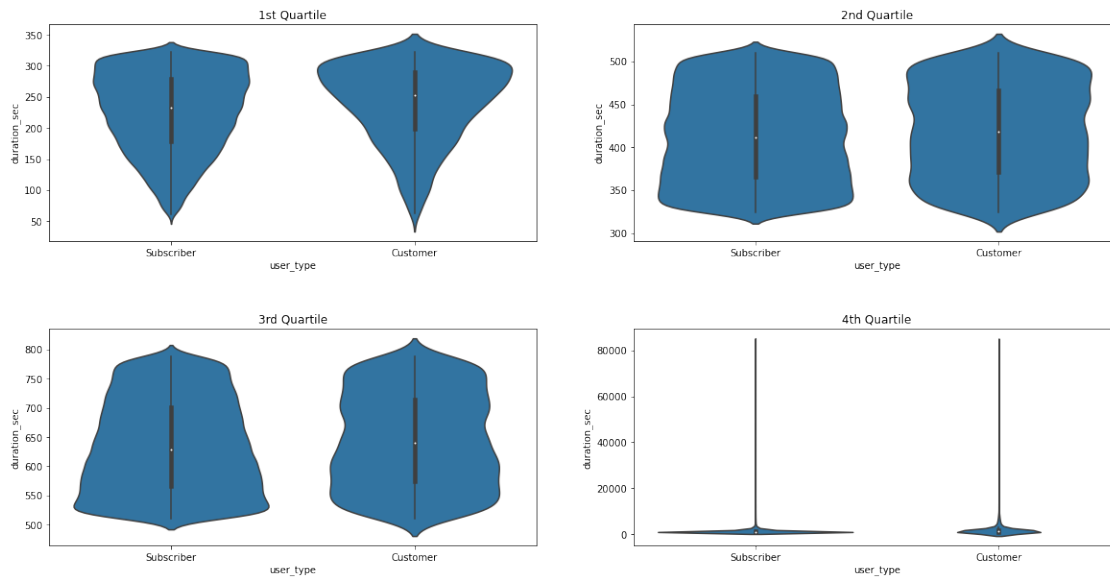 1st Quartile
350
300
250
200
150
100
50
duration_sec
Subscriber Customer
user_type
2nd Quartile
500
450
400
350
300
duration_sec
Subscriber Customer
user_type
3rd Quartile
800
750
700
650
600
550
500
duration_sec
Subscriber Customer
user_type
4th Quartile
80000
60000
40000
20000
0
duration_sec
Subscriber Customer
user_type